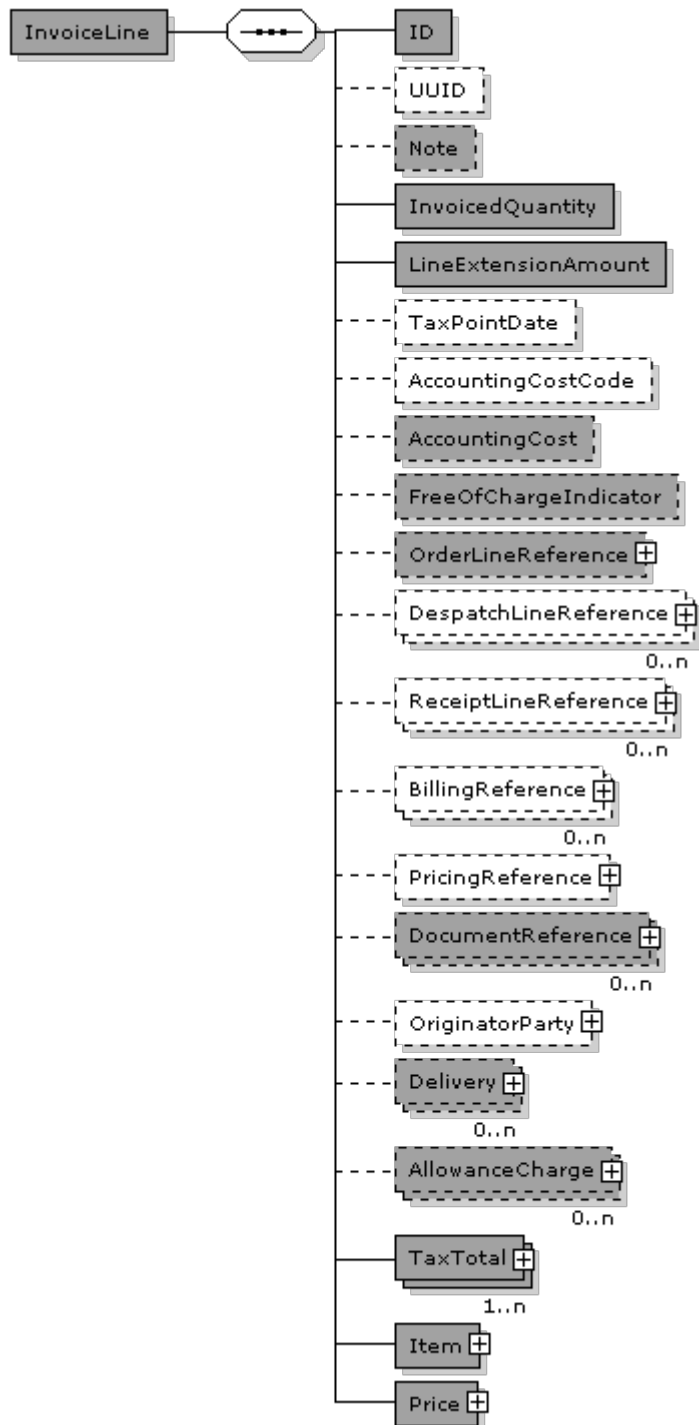 InvoiceLine
ID
UUID
Note
InvoicedQuantity
LineExtensionAmount
TaxPointDate
AccountingCostCode
AccountingCost
FreeOfChargeIndicator
OrderLineReference
DespatchLineReference
0..n
ReceiptLineReference
0..n
BillingReference
0..n
PricingReference
DocumentReference
0..n
OriginatorParty
Delivery
0..n
AllowanceCharge
0..n
TaxTotal
1..n
Item
Price